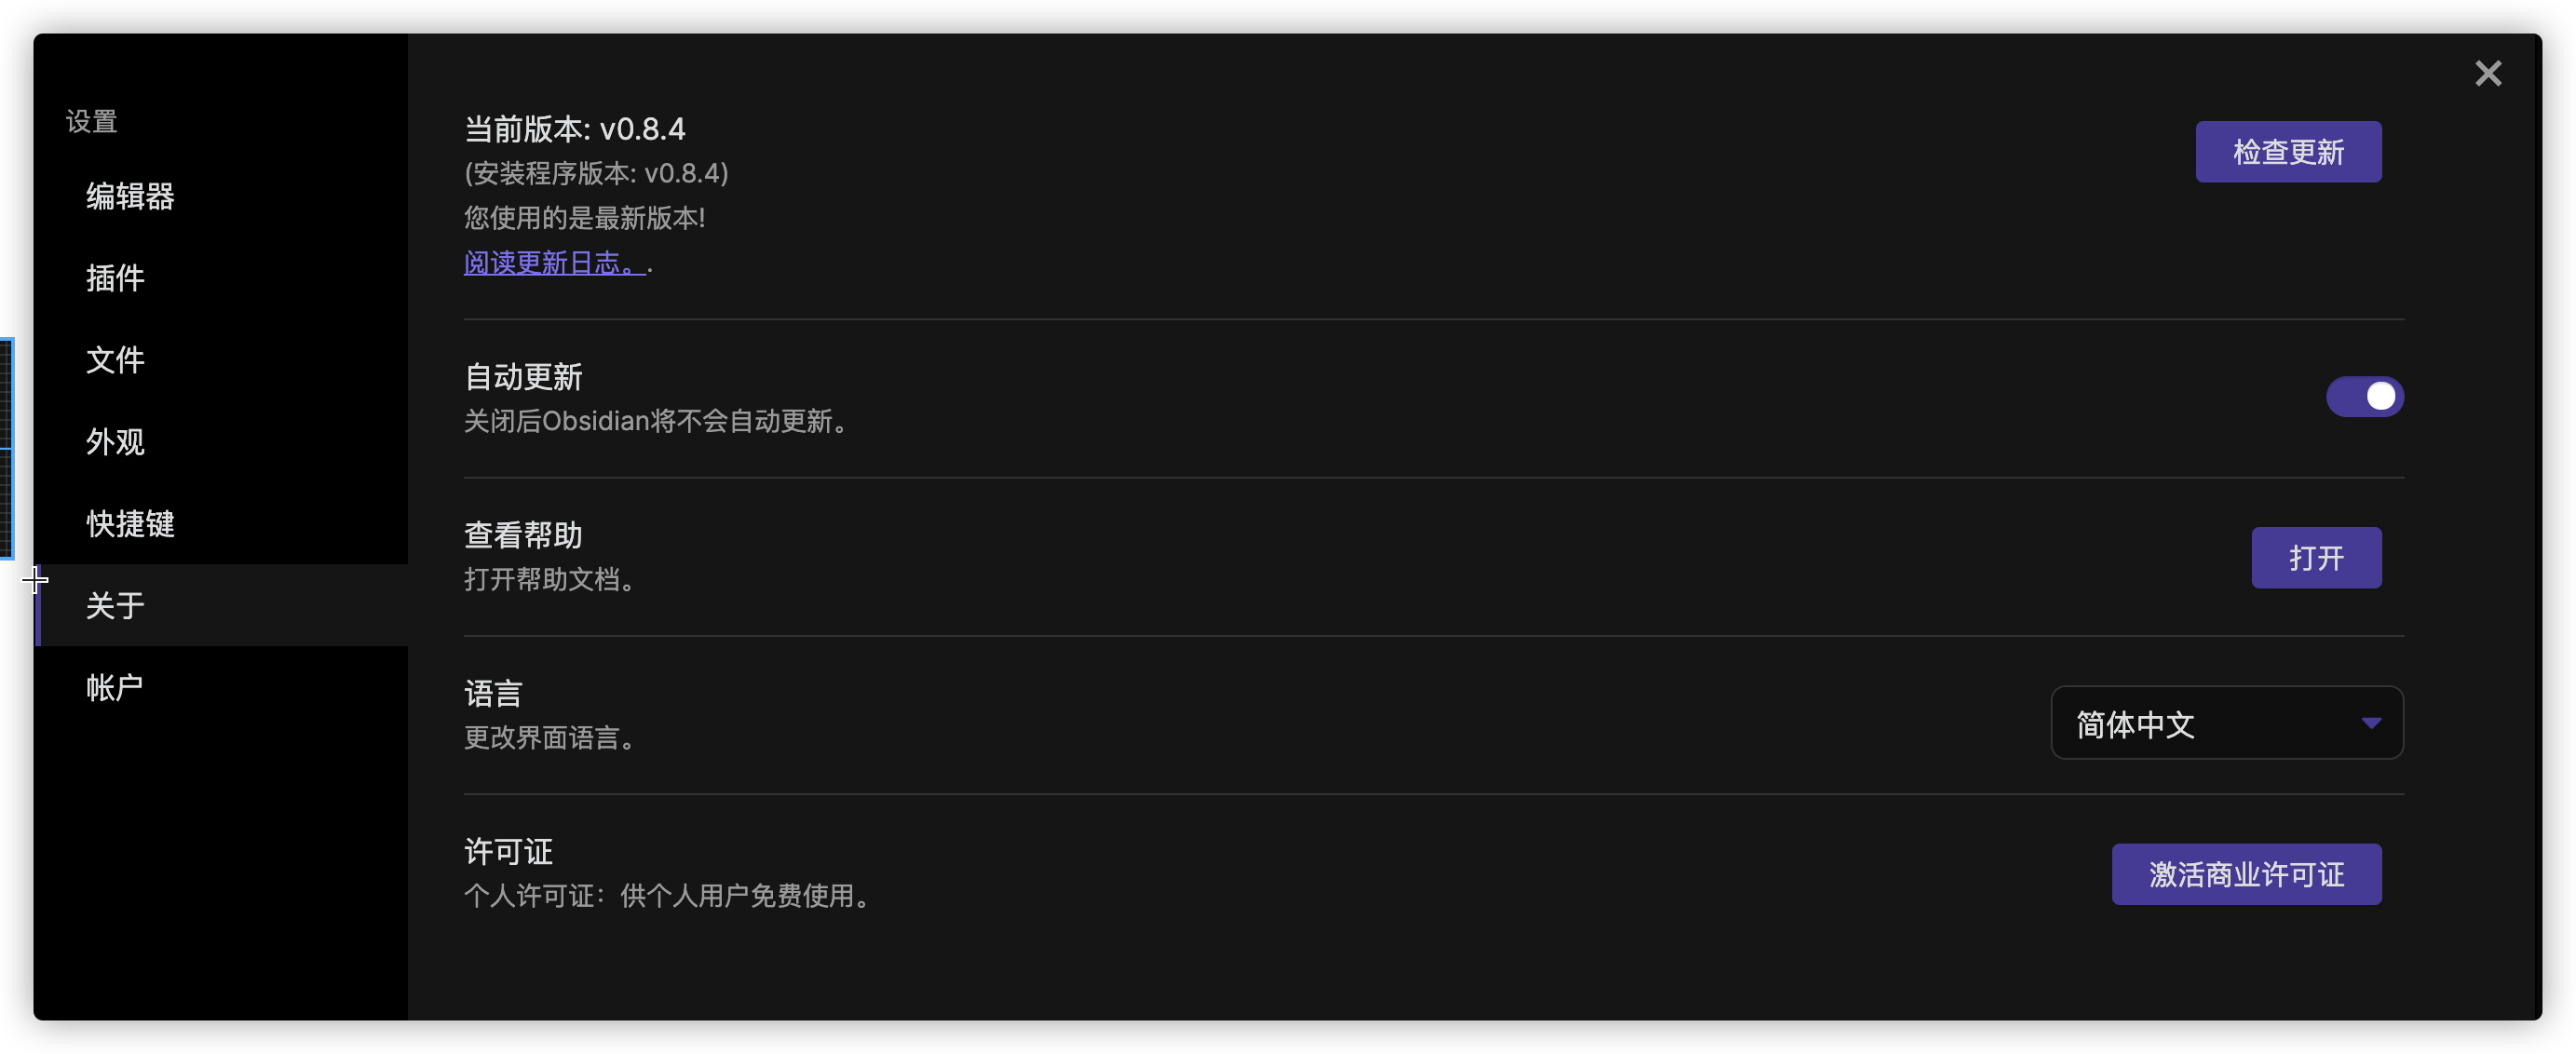 设置
编辑器
插件
文件
外观
快捷键
关于
帐户
当前版本: v0.8.4
(安装程序版本: v0.8.4)
您使用的是最新版本!
阅读更新日志。.
检查更新
自动更新
关闭后Obsidian将不会自动更新。
查看帮助
打开帮助文档。
打开
语言
更改界面语言。
简体中文
许可证
个人许可证：供个人用户免费使用。
激活商业许可证